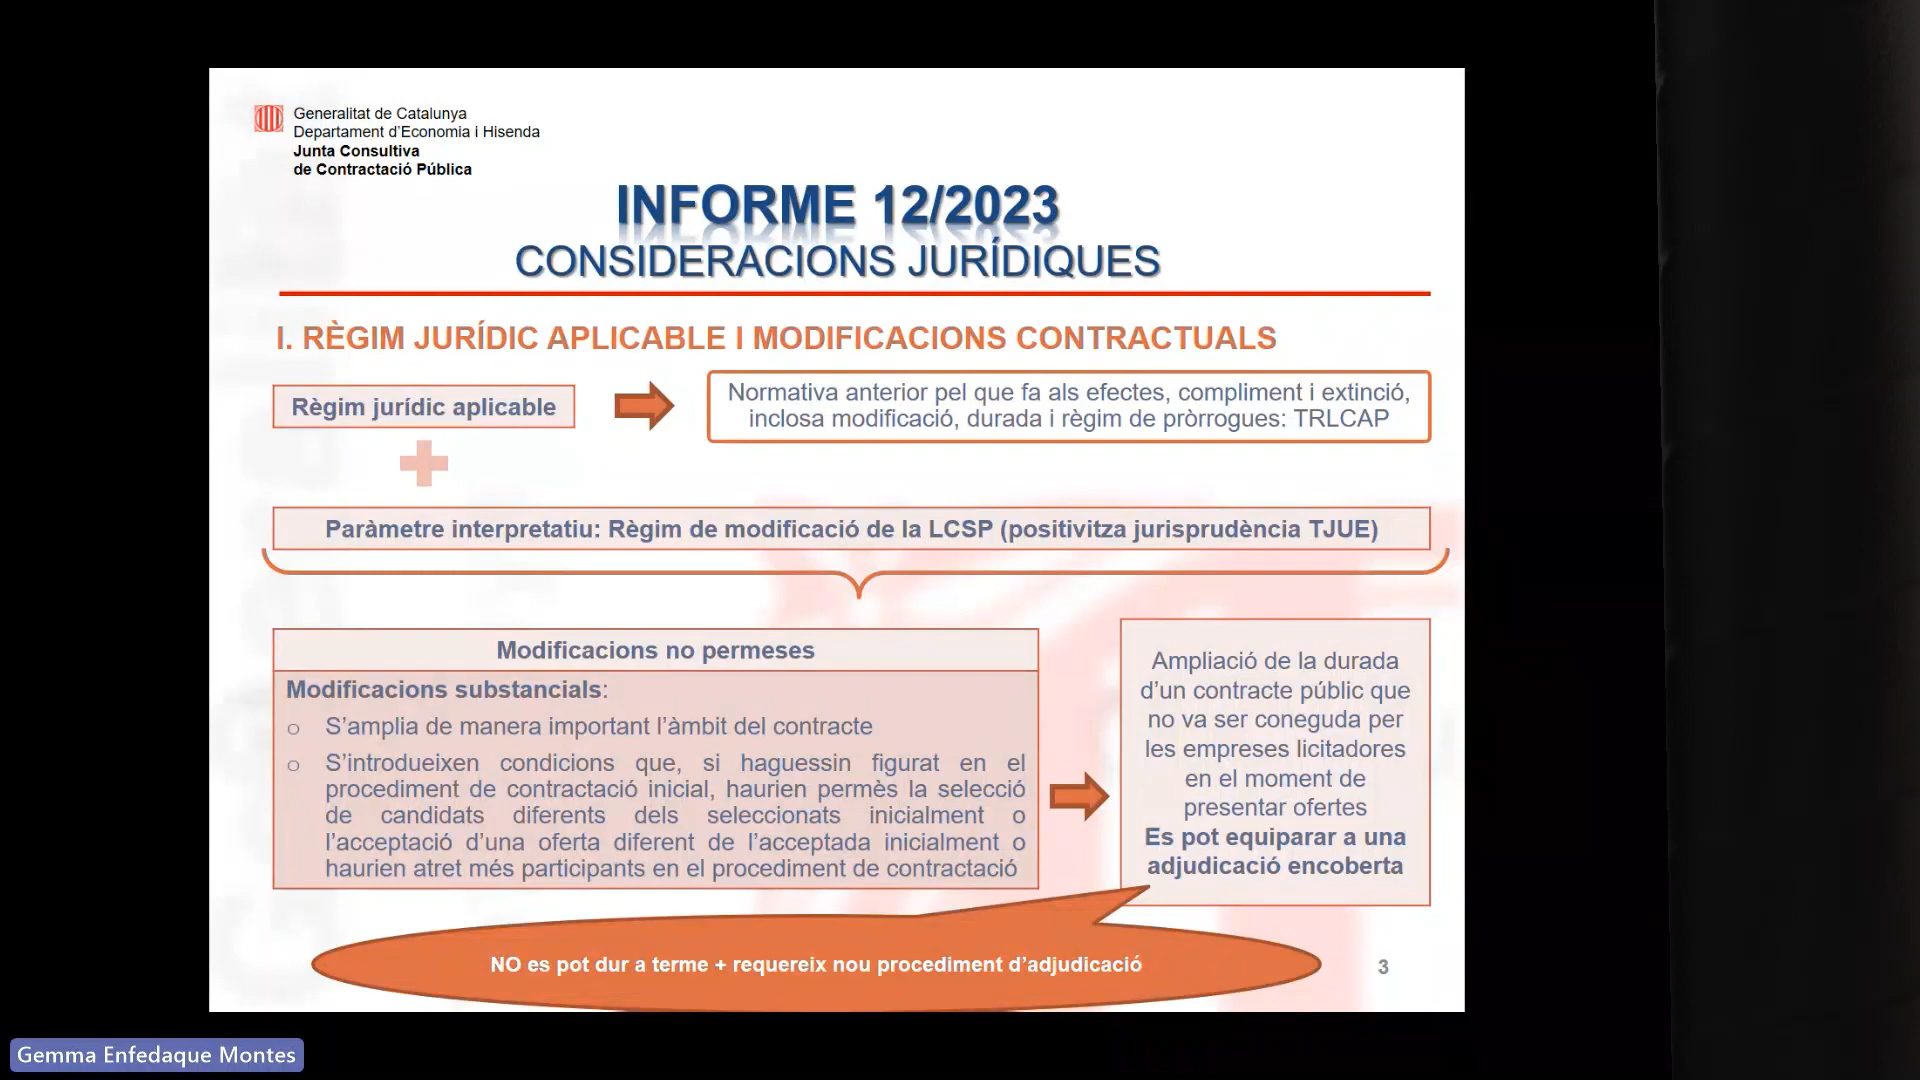 Generalitat de Catalunya
Departament d'Economia i Hisenda
Junta Consultiva
de Contractació Pública
INFORME 12/2023
CONSIDERACIONS JURÍDIQUES
I. RÈGIM JURÍDIC APLICABLE I MODIFICACIONS CONTRACTUALS
Règim jurídic aplicable
Normativa anterior pel que fa als efectes, compliment i extinció,
inclosa modificació, durada i règim de pròrrogues: TRLCAP
Paràmetre interpretatiu: Règim de modificació de la LCSP (positivitza jurisprudència TJUE)
Modificacions no permeses
Modificacions substancials:
o S'amplia de manera important l'àmbit del contracte
o S'introdueixen condicions que, si haguessin figurat en el
procediment de contractació inicial, haurien permès la selecció
de candidats diferents dels seleccionats inicialment o
l'acceptació d'una oferta diferent de l'acceptada inicialment o
haurien atret més participants en el procediment de contractació
Ampliació de la durada
d'un contracte públic que
no va ser coneguda per
les empreses licitadores
en el moment de
presentar ofertes
Es pot equiparar a una
adjudicació encoberta
NO es pot dur a terme + requereix nou procediment d'adjudicació
3
Gemma Enfedaque Montes